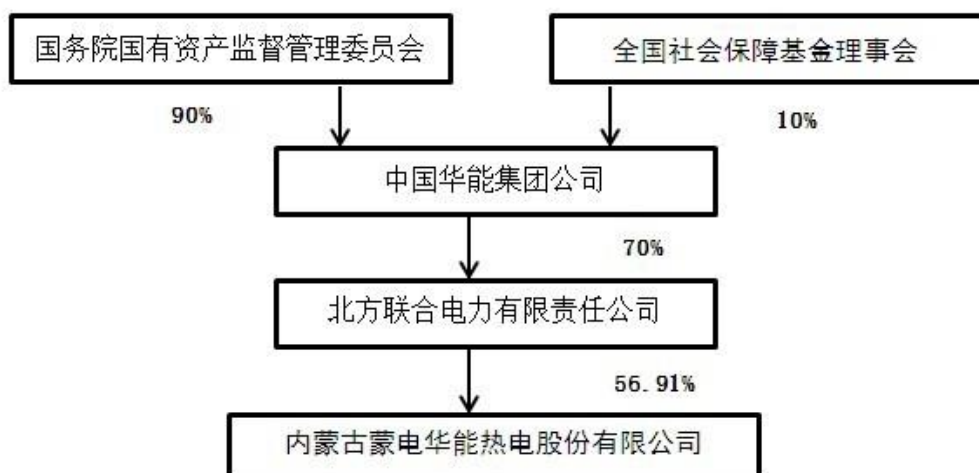 国务院国有资产监督管理委员会
全国社会保障基金理事会
90%
10%
中国华能集团公司
70%
北方联合电力有限责任公司
56.91%
内蒙古蒙电华能热电股份有限公司